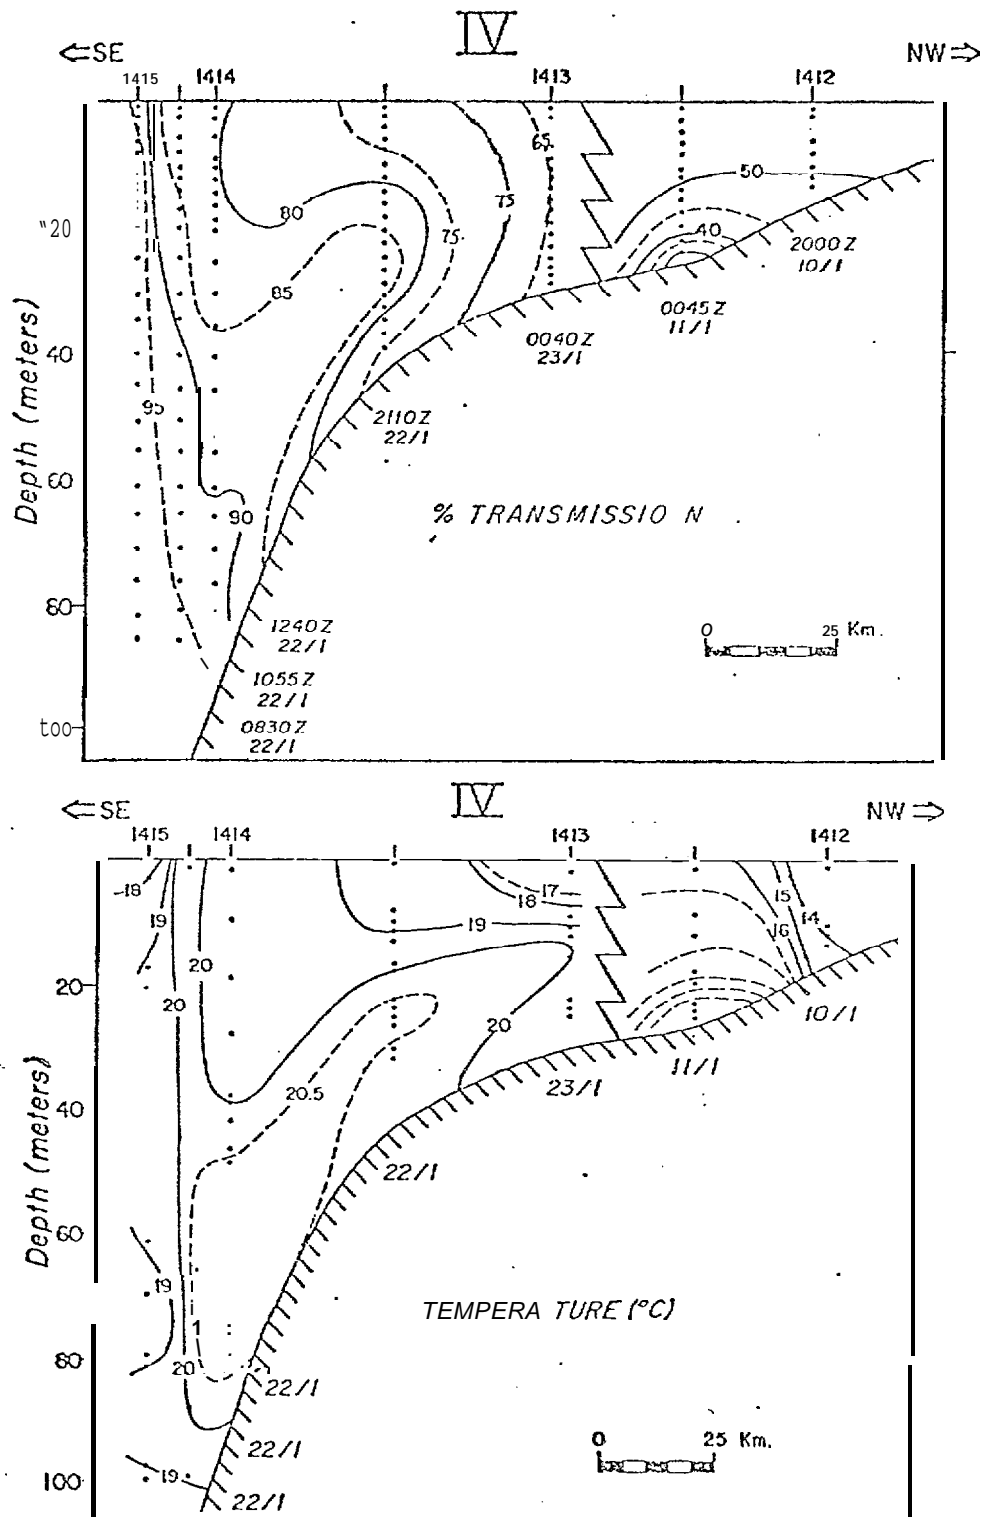 IV
⇐SE NW⇒
1415 1414 1413 1412
65
50
80 75
"20 75 40
2000Z
10/1
85
0045Z
11/1
0040Z
23/1
Depth (meters)
40
95
2110Z
22/1
60
90
% TRANSMISSIO N
80
1240Z
22/1
0 25 Km.
1055Z
22/1
too
0830Z
22/1
IV
⇐SE NW⇒
1415 1414 1413 1412
18 17 15
18
19 19 16 14
20
20 20 20
10/1
20.5
11/1
23/1
Depth (meters)
40
22/1
60
19
TEMPERA TURE (°C)
80 20
22/1
22/1
0 25 Km.
100 19
22/1